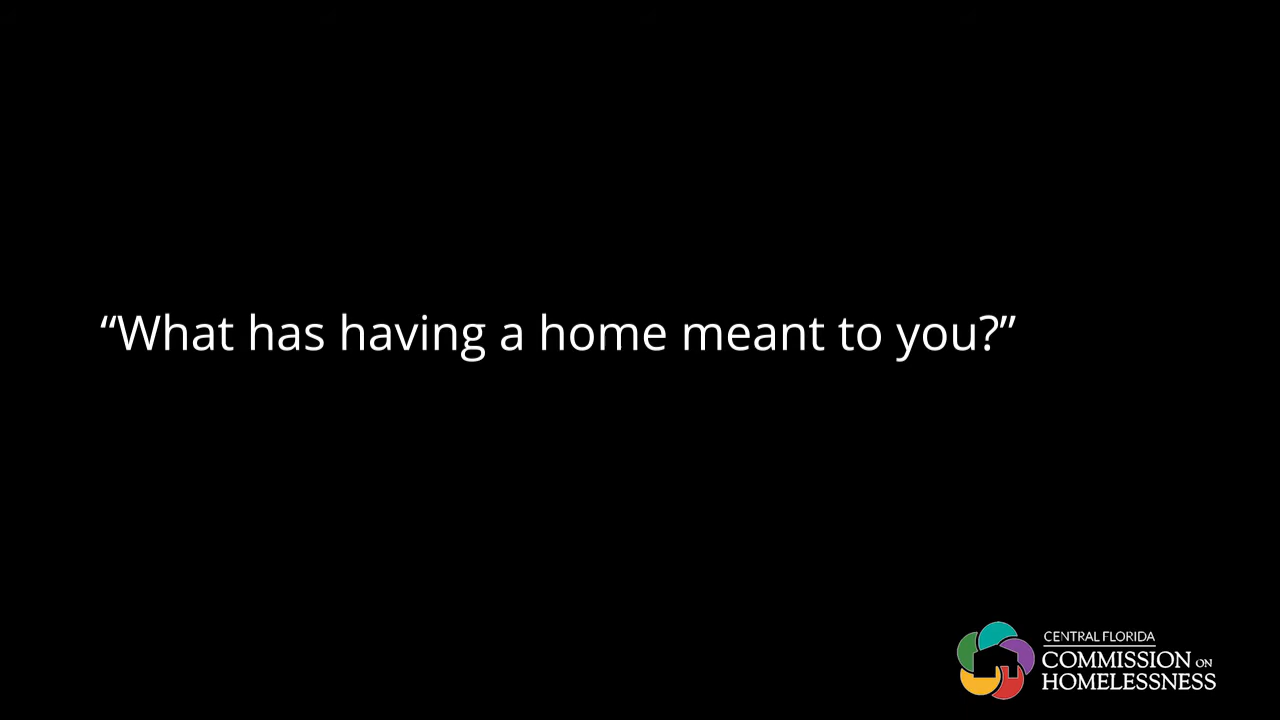 “What has having a home meant to you?”
CENTRAL FLORIDA
COMMISSION ON
HOMELESSNESS